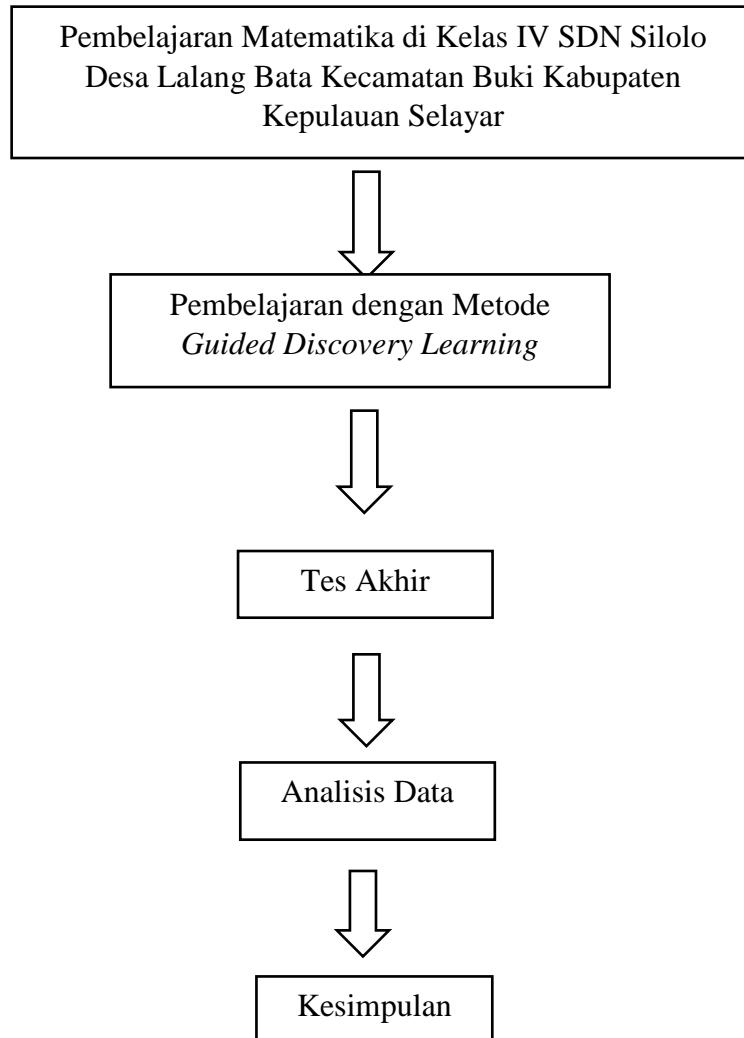 Pembelajaran Matematika di Kelas IV SDN Silolo
Desa Lalang Bata Kecamatan Buki Kabupaten
Kepulauan Selayar
Pembelajaran dengan Metode
Guided Discovery Learning
Tes Akhir
Analisis Data
Kesimpulan